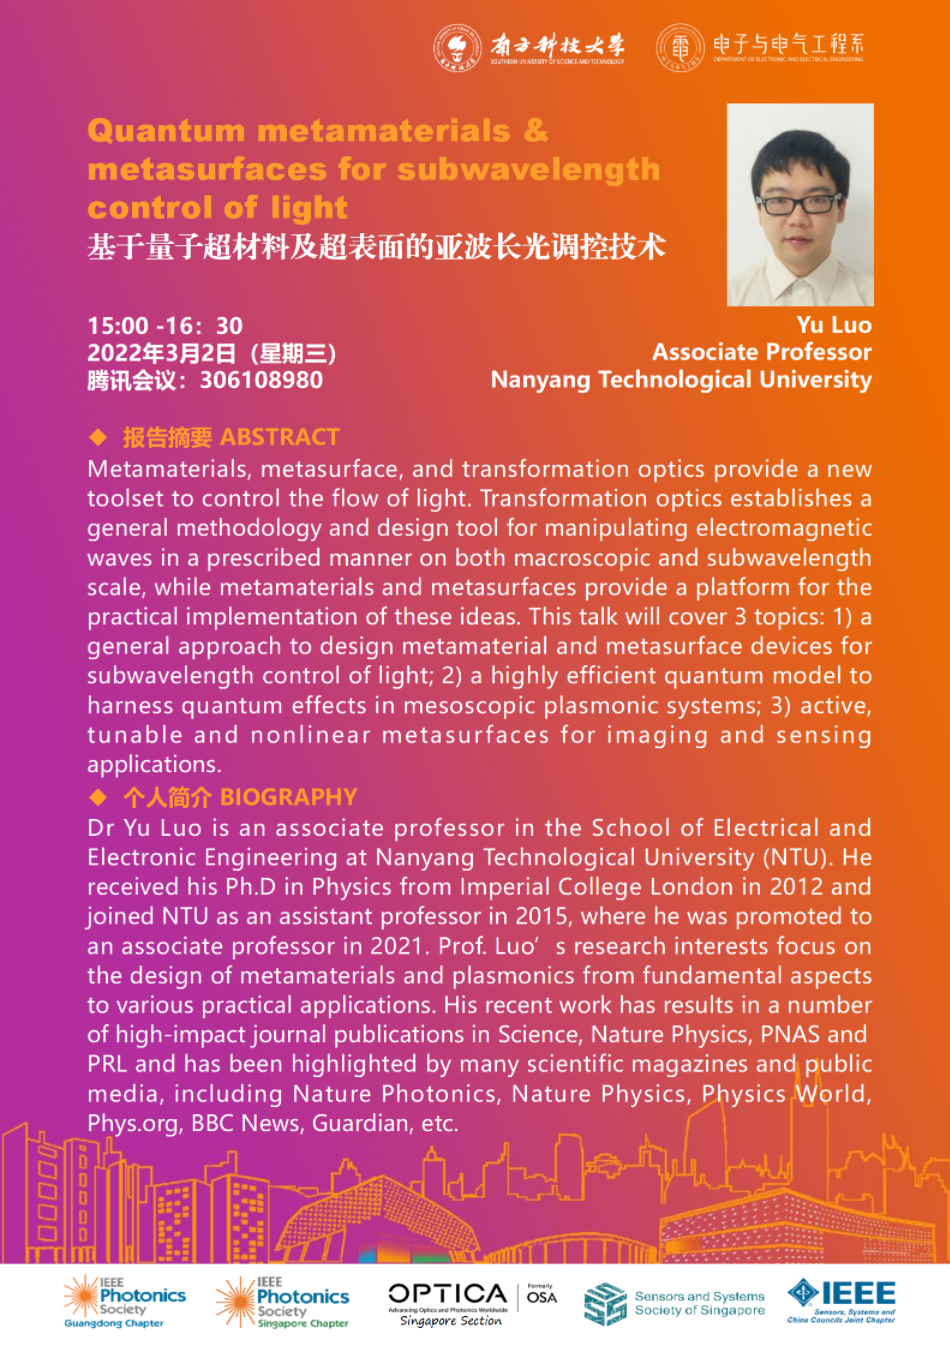 南方科技大学
SOUTHERN UNIVERSITY OF SCIENCE AND TECHNOLOGY
電
电子与电气工程系
DEPARTMENT OF ELECTRONIC AND ELECTRICAL ENGINEERING
Quantum metamaterials &
metasurfaces for subwavelength
control of light
基于量子超材料及超表面的亚波长光调控技术
15:00 -16：30
2022年3月2日（星期三）
腾讯会议：306108980
Yu Luo
Associate Professor
Nanyang Technological University
◆ 报告摘要 ABSTRACT
Metamaterials, metasurface, and transformation optics provide a new
toolset to control the flow of light. Transformation optics establishes a
general methodology and design tool for manipulating electromagnetic
waves in a prescribed manner on both macroscopic and subwavelength
scale, while metamaterials and metasurfaces provide a platform for the
practical implementation of these ideas. This talk will cover 3 topics: 1) a
general approach to design metamaterial and metasurface devices for
subwavelength control of light; 2) a highly efficient quantum model to
harness quantum effects in mesoscopic plasmonic systems; 3) active,
tunable and nonlinear metasurfaces for imaging and sensing
applications.
◆ 个人简介 BIOGRAPHY
Dr Yu Luo is an associate professor in the School of Electrical and
Electronic Engineering at Nanyang Technological University (NTU). He
received his Ph.D in Physics from Imperial College London in 2012 and
joined NTU as an assistant professor in 2015, where he was promoted to
an associate professor in 2021. Prof. Luo’s research interests focus on
the design of metamaterials and plasmonics from fundamental aspects
to various practical applications. His recent work has results in a number
of high-impact journal publications in Science, Nature Physics, PNAS and
PRL and has been highlighted by many scientific magazines and public
media, including Nature Photonics, Nature Physics, Physics World,
Phys.org, BBC News, Guardian, etc.
IEEE
Photonics
Society
Guangdong Chapter
IEEE
Photonics
Society
Singapore Chapter
OPTICA
Formerly
OSA
Advancing Optics and Photonics Worldwide
Singapore Section
Sensors and Systems
Society of Singapore
IEEE
Sensors, Systems and
China Councils Joint Chapter